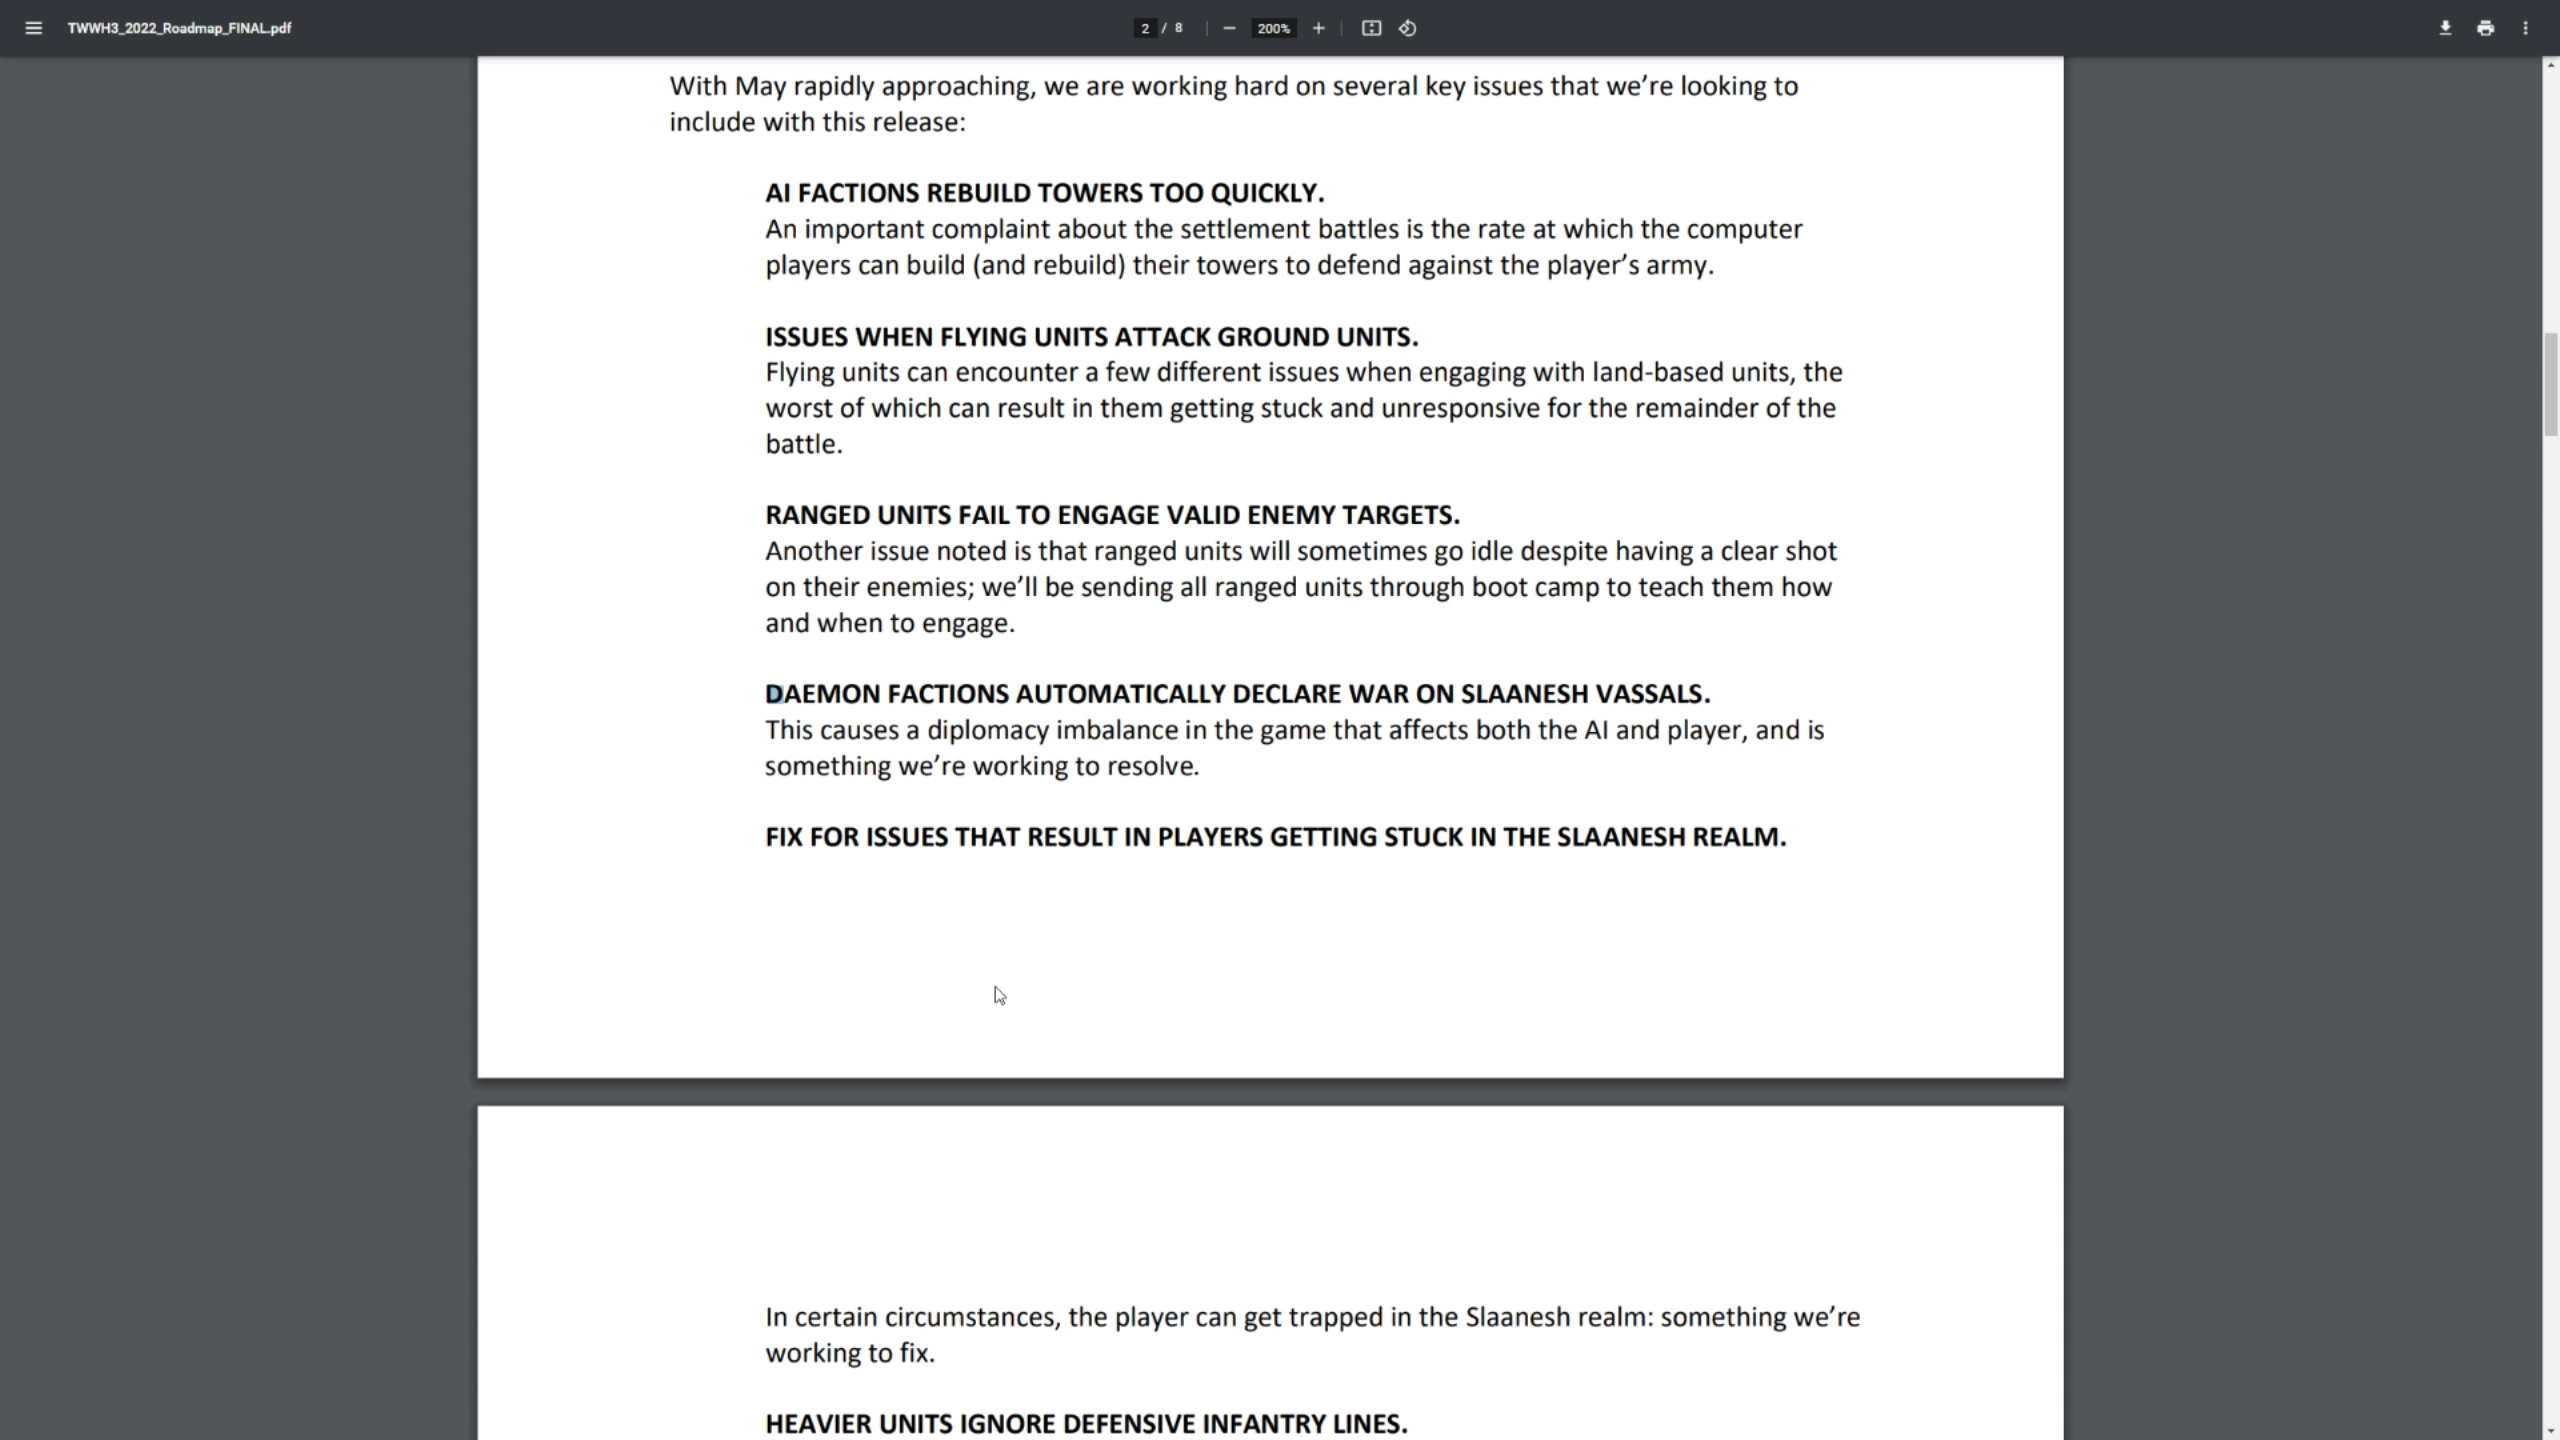 TWWH3_2022_Roadmap_FINAL.pdf
2 / 8
200%
With May rapidly approaching, we are working hard on several key issues that we’re looking to
include with this release:
AI FACTIONS REBUILD TOWERS TOO QUICKLY.
An important complaint about the settlement battles is the rate at which the computer
players can build (and rebuild) their towers to defend against the player’s army.
ISSUES WHEN FLYING UNITS ATTACK GROUND UNITS.
Flying units can encounter a few different issues when engaging with land-based units, the
worst of which can result in them getting stuck and unresponsive for the remainder of the
battle.
RANGED UNITS FAIL TO ENGAGE VALID ENEMY TARGETS.
Another issue noted is that ranged units will sometimes go idle despite having a clear shot
on their enemies; we’ll be sending all ranged units through boot camp to teach them how
and when to engage.
DAEMON FACTIONS AUTOMATICALLY DECLARE WAR ON SLAANESH VASSALS.
This causes a diplomacy imbalance in the game that affects both the AI and player, and is
something we’re working to resolve.
FIX FOR ISSUES THAT RESULT IN PLAYERS GETTING STUCK IN THE SLAANESH REALM.
In certain circumstances, the player can get trapped in the Slaanesh realm: something we’re
working to fix.
HEAVIER UNITS IGNORE DEFENSIVE INFANTRY LINES.